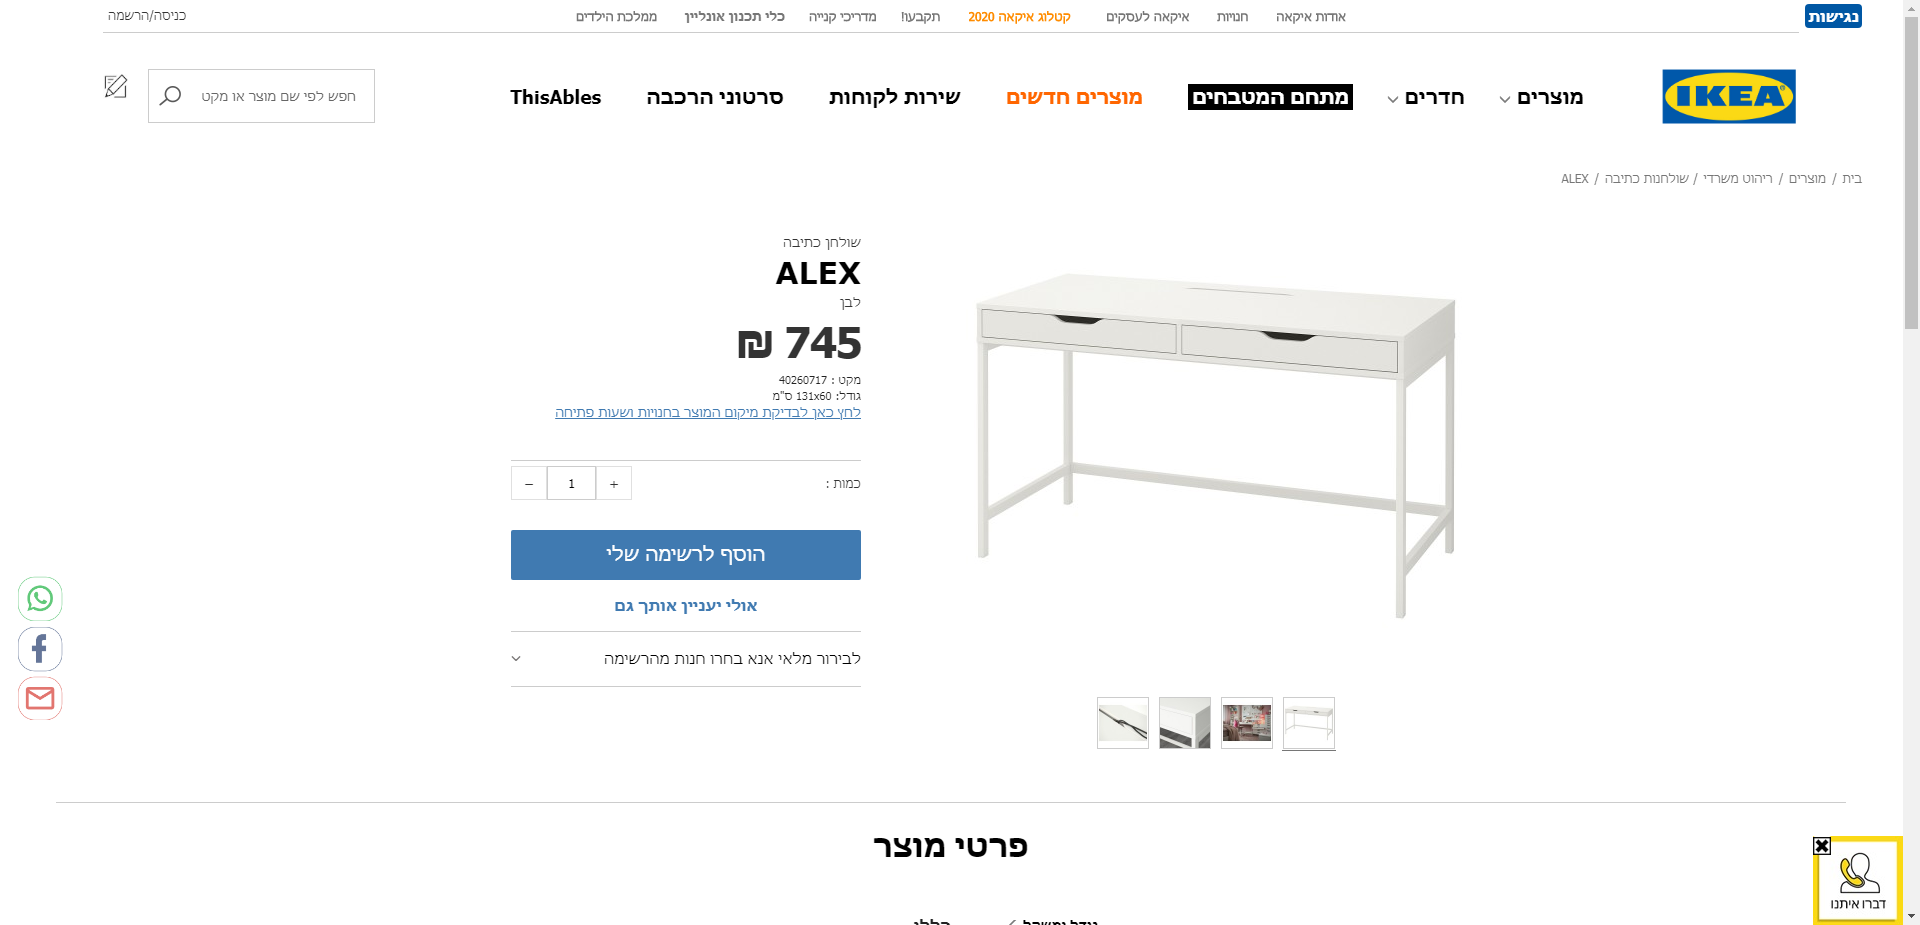 נגישות
אודות איקאה
חנויות
איקאה לעסקים
קטלוג איקאה 2020
תקבעו!
מדריכי קנייה
כלי תכנון אונליין
ממלכת הילדים
כניסה/הרשמה
IKEA
מוצרים
חדרים
מתחם המטבחים
מוצרים חדשים
שירות לקוחות
סרטוני הרכבה
ThisAbles
חפש לפי שם מוצר או מקט
בית / מוצרים / ריהוט משרדי / שולחנות כתיבה / ALEX
שולחן כתיבה
ALEX
לבן
745 ₪
מקט : 40260717
גודל: 131x60 ס"מ
לחץ כאן לבדיקת מיקום המוצר בחנויות ושעות פתיחה
כמות :
+ 1 −
הוסף לרשימה שלי
אולי יעניין אותך גם
לבירור מלאי אנא בחרו חנות מהרשימה
פרטי מוצר
דברו איתנו